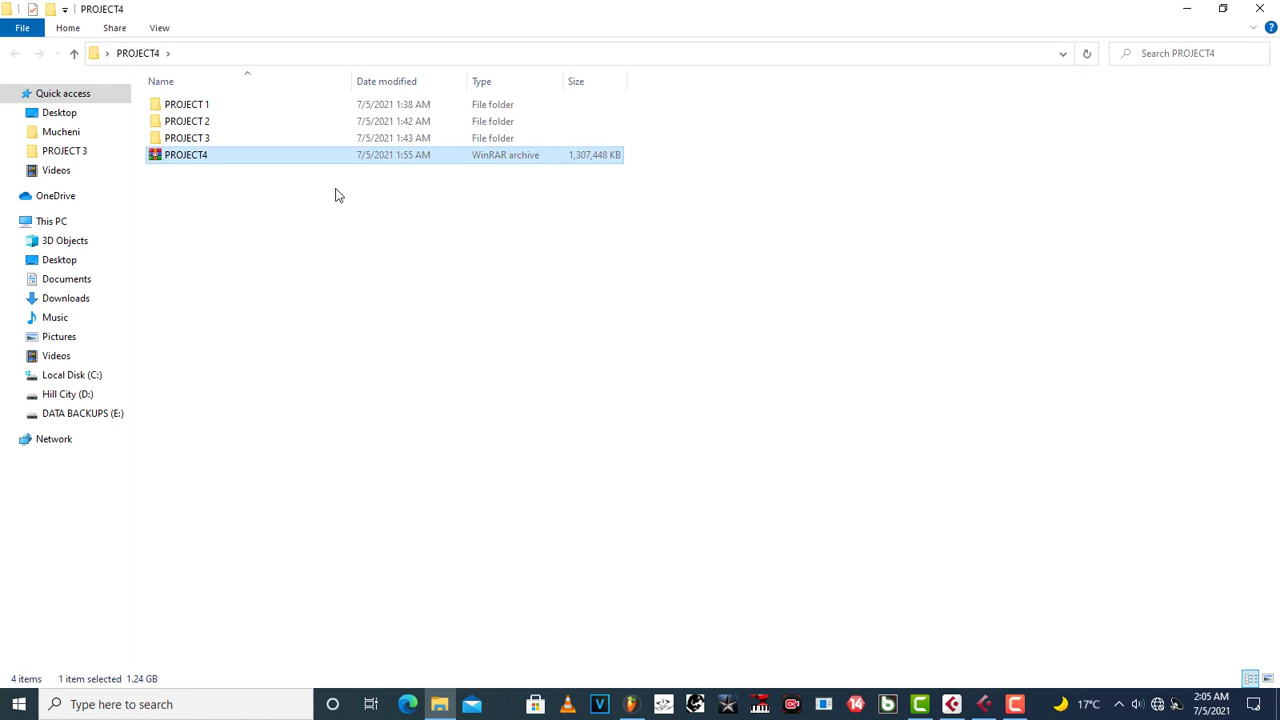 PROJECT4
File Home Share View
PROJECT4
Search PROJECT4
Name Date modified Type Size
Quick access
Desktop
Mucheni
PROJECT 3
Videos
OneDrive
This PC
3D Objects
Desktop
Documents
Downloads
Music
Pictures
Videos
Local Disk (C:)
Hill City (D:)
DATA BACKUPS (E:)
Network
PROJECT 1 7/5/2021 1:38 AM File folder
PROJECT 2 7/5/2021 1:42 AM File folder
PROJECT 3 7/5/2021 1:43 AM File folder
PROJECT4 7/5/2021 1:55 AM WinRAR archive 1,307,448 KB
4 items 1 item selected 1.24 GB
Type here to search
14
17°C
2:05 AM
7/5/2021